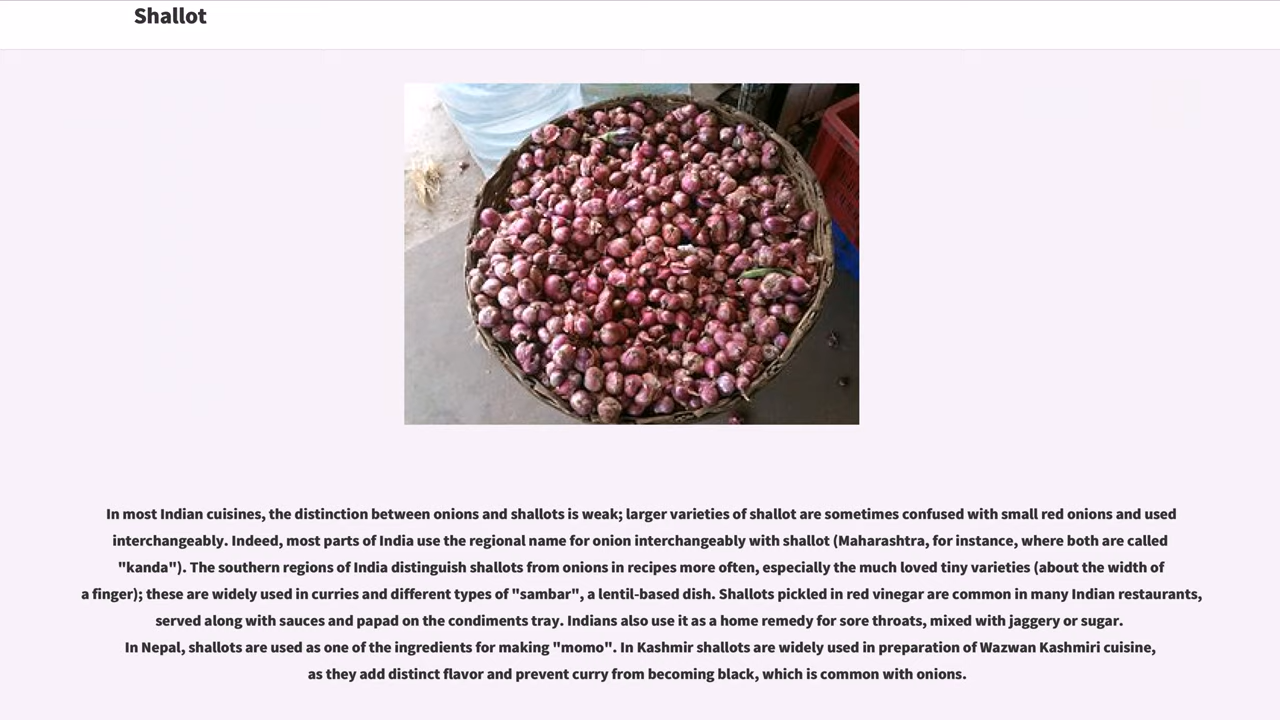 Shallot
In most Indian cuisines, the distinction between onions and shallots is weak; larger varieties of shallot are sometimes confused with small red onions and used
interchangeably. Indeed, most parts of India use the regional name for onion interchangeably with shallot (Maharashtra, for instance, where both are called
"kanda"). The southern regions of India distinguish shallots from onions in recipes more often, especially the much loved tiny varieties (about the width of
a finger); these are widely used in curries and different types of "sambar", a lentil-based dish. Shallots pickled in red vinegar are common in many Indian restaurants,
served along with sauces and papad on the condiments tray. Indians also use it as a home remedy for sore throats, mixed with jaggery or sugar.
In Nepal, shallots are used as one of the ingredients for making "momo". In Kashmir shallots are widely used in preparation of Wazwan Kashmiri cuisine,
as they add distinct flavor and prevent curry from becoming black, which is common with onions.